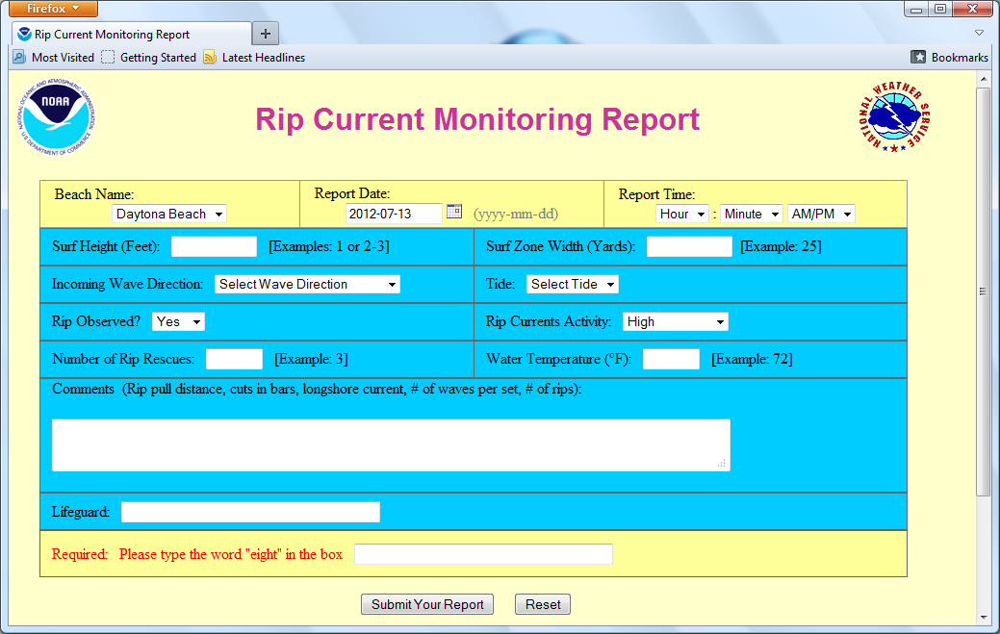 Firefox
Rip Current Monitoring Report
Most Visited Getting Started Latest Headlines Bookmarks
NATIONAL OCEANIC AND ATMOSPHERIC ADMINISTRATION
NOAA
U.S. DEPARTMENT OF COMMERCE
Rip Current Monitoring Report
NATIONAL WEATHER SERVICE
Beach Name: Report Date: Report Time:
Daytona Beach 2012-07-13 (yyyy-mm-dd) Hour : Minute AM/PM
Surf Height (Feet): [Examples: 1 or 2-3] Surf Zone Width (Yards): [Example: 25]
Incoming Wave Direction: Select Wave Direction Tide: Select Tide
Rip Observed? Yes Rip Currents Activity: High
Number of Rip Rescues: [Example: 3] Water Temperature (°F): [Example: 72]
Comments (Rip pull distance, cuts in bars, longshore current, # of waves per set, # of rips):
Lifeguard:
Required: Please type the word "eight" in the box
Submit Your Report Reset